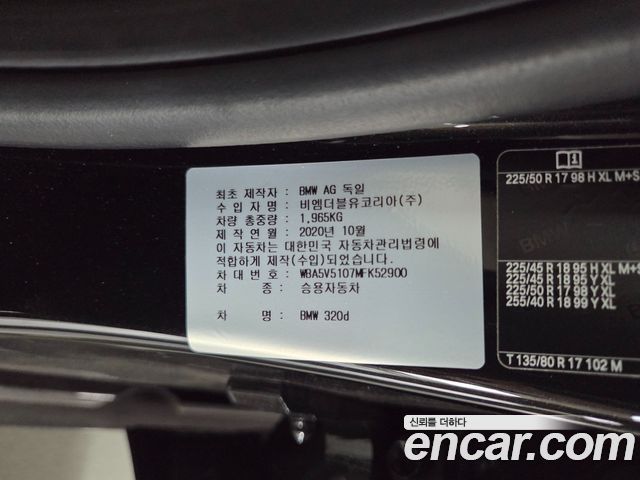 최초 제작자 : BMW AG 독일
수 입 자 명 : 비엠더블유코리아(주)
차량 총중량 : 1,965KG
제 작 연 월 : 2020년 10월
이 자동차는 대한민국 자동차관리법령에
적합하게 제작(수입)되었습니다
차 대 번 호 : WBA5V5107MFK52900
차 종 : 승용자동차
차 명 : BMW 320d
225/50 R 17 98 H XL M+S
225/45 R 18 95 H XL M+S
225/45 R 18 95 Y XL
225/50 R 17 98 Y XL
255/40 R 18 99 Y XL
T 135/80 R 17 102 M
신뢰를 더하다
encar.com